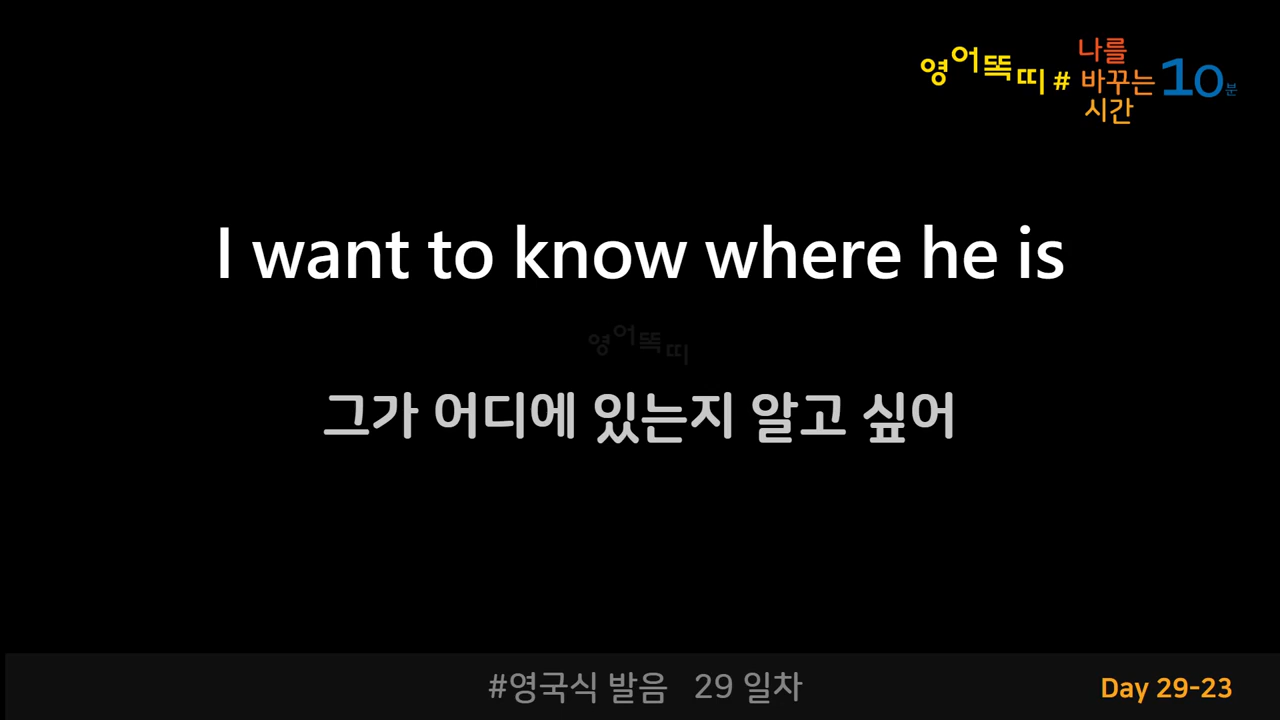 영어똑띠 # 나를 바꾸는 시간 10분
I want to know where he is
영어똑띠
그가 어디에 있는지 알고 싶어
#영국식 발음 29 일차
Day 29-23